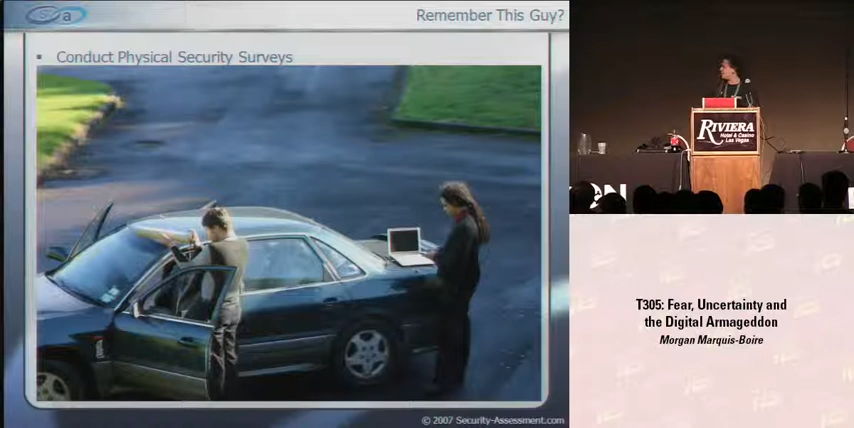 Remember This Guy?
Conduct Physical Security Surveys
© 2007 Security-Assessment.com
RIVIERA
Hotel & Casino
Las Vegas
T305: Fear, Uncertainty and
the Digital Armageddon
Morgan Marquis-Boire